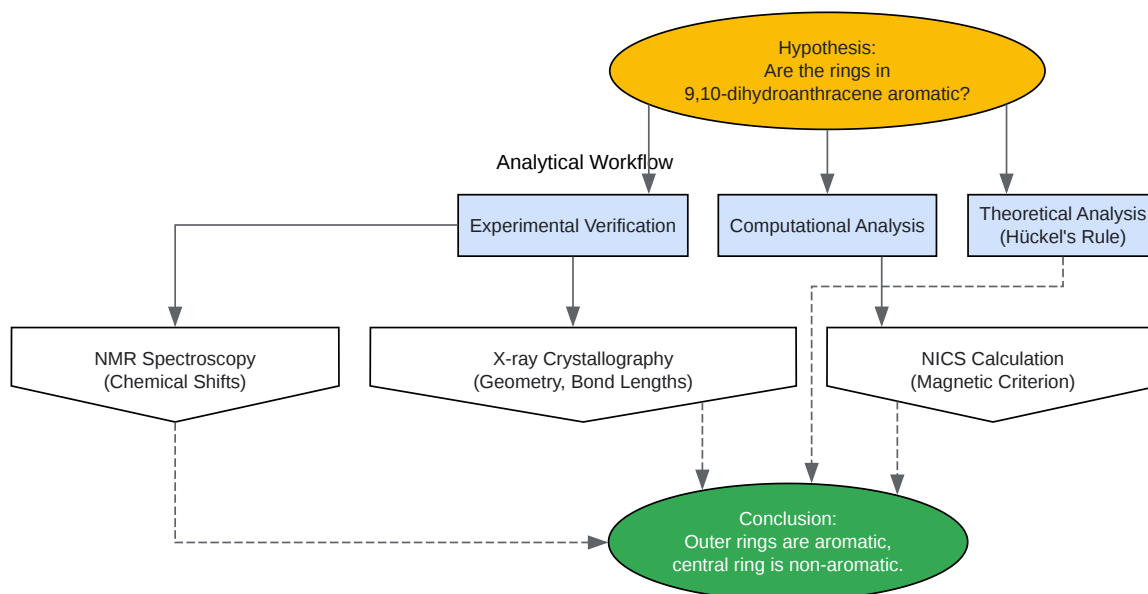 Hypothesis:
Are the rings in
9,10-dihydroanthracene aromatic?
Analytical Workflow
Experimental Verification
Computational Analysis
Theoretical Analysis
(Hückel's Rule)
NMR Spectroscopy
(Chemical Shifts)
X-ray Crystallography
(Geometry, Bond Lengths)
NICS Calculation
(Magnetic Criterion)
Conclusion:
Outer rings are aromatic,
central ring is non-aromatic.